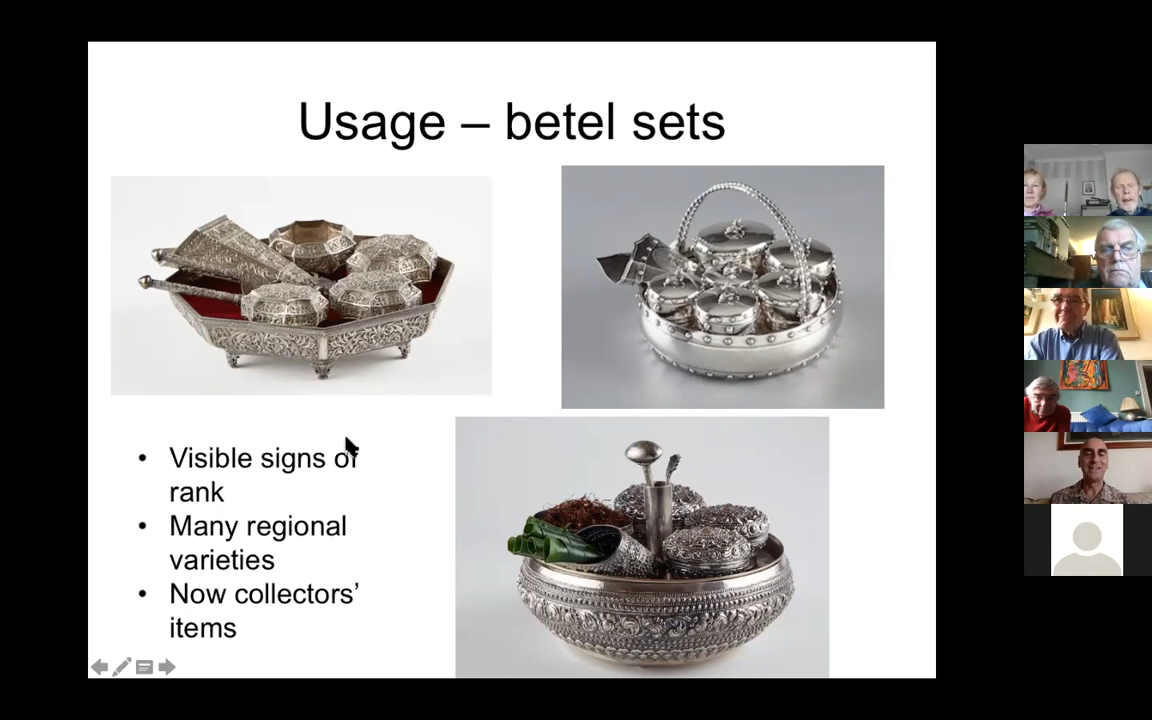 Usage – betel sets
• Visible signs of
rank
• Many regional
varieties
• Now collectors’
items